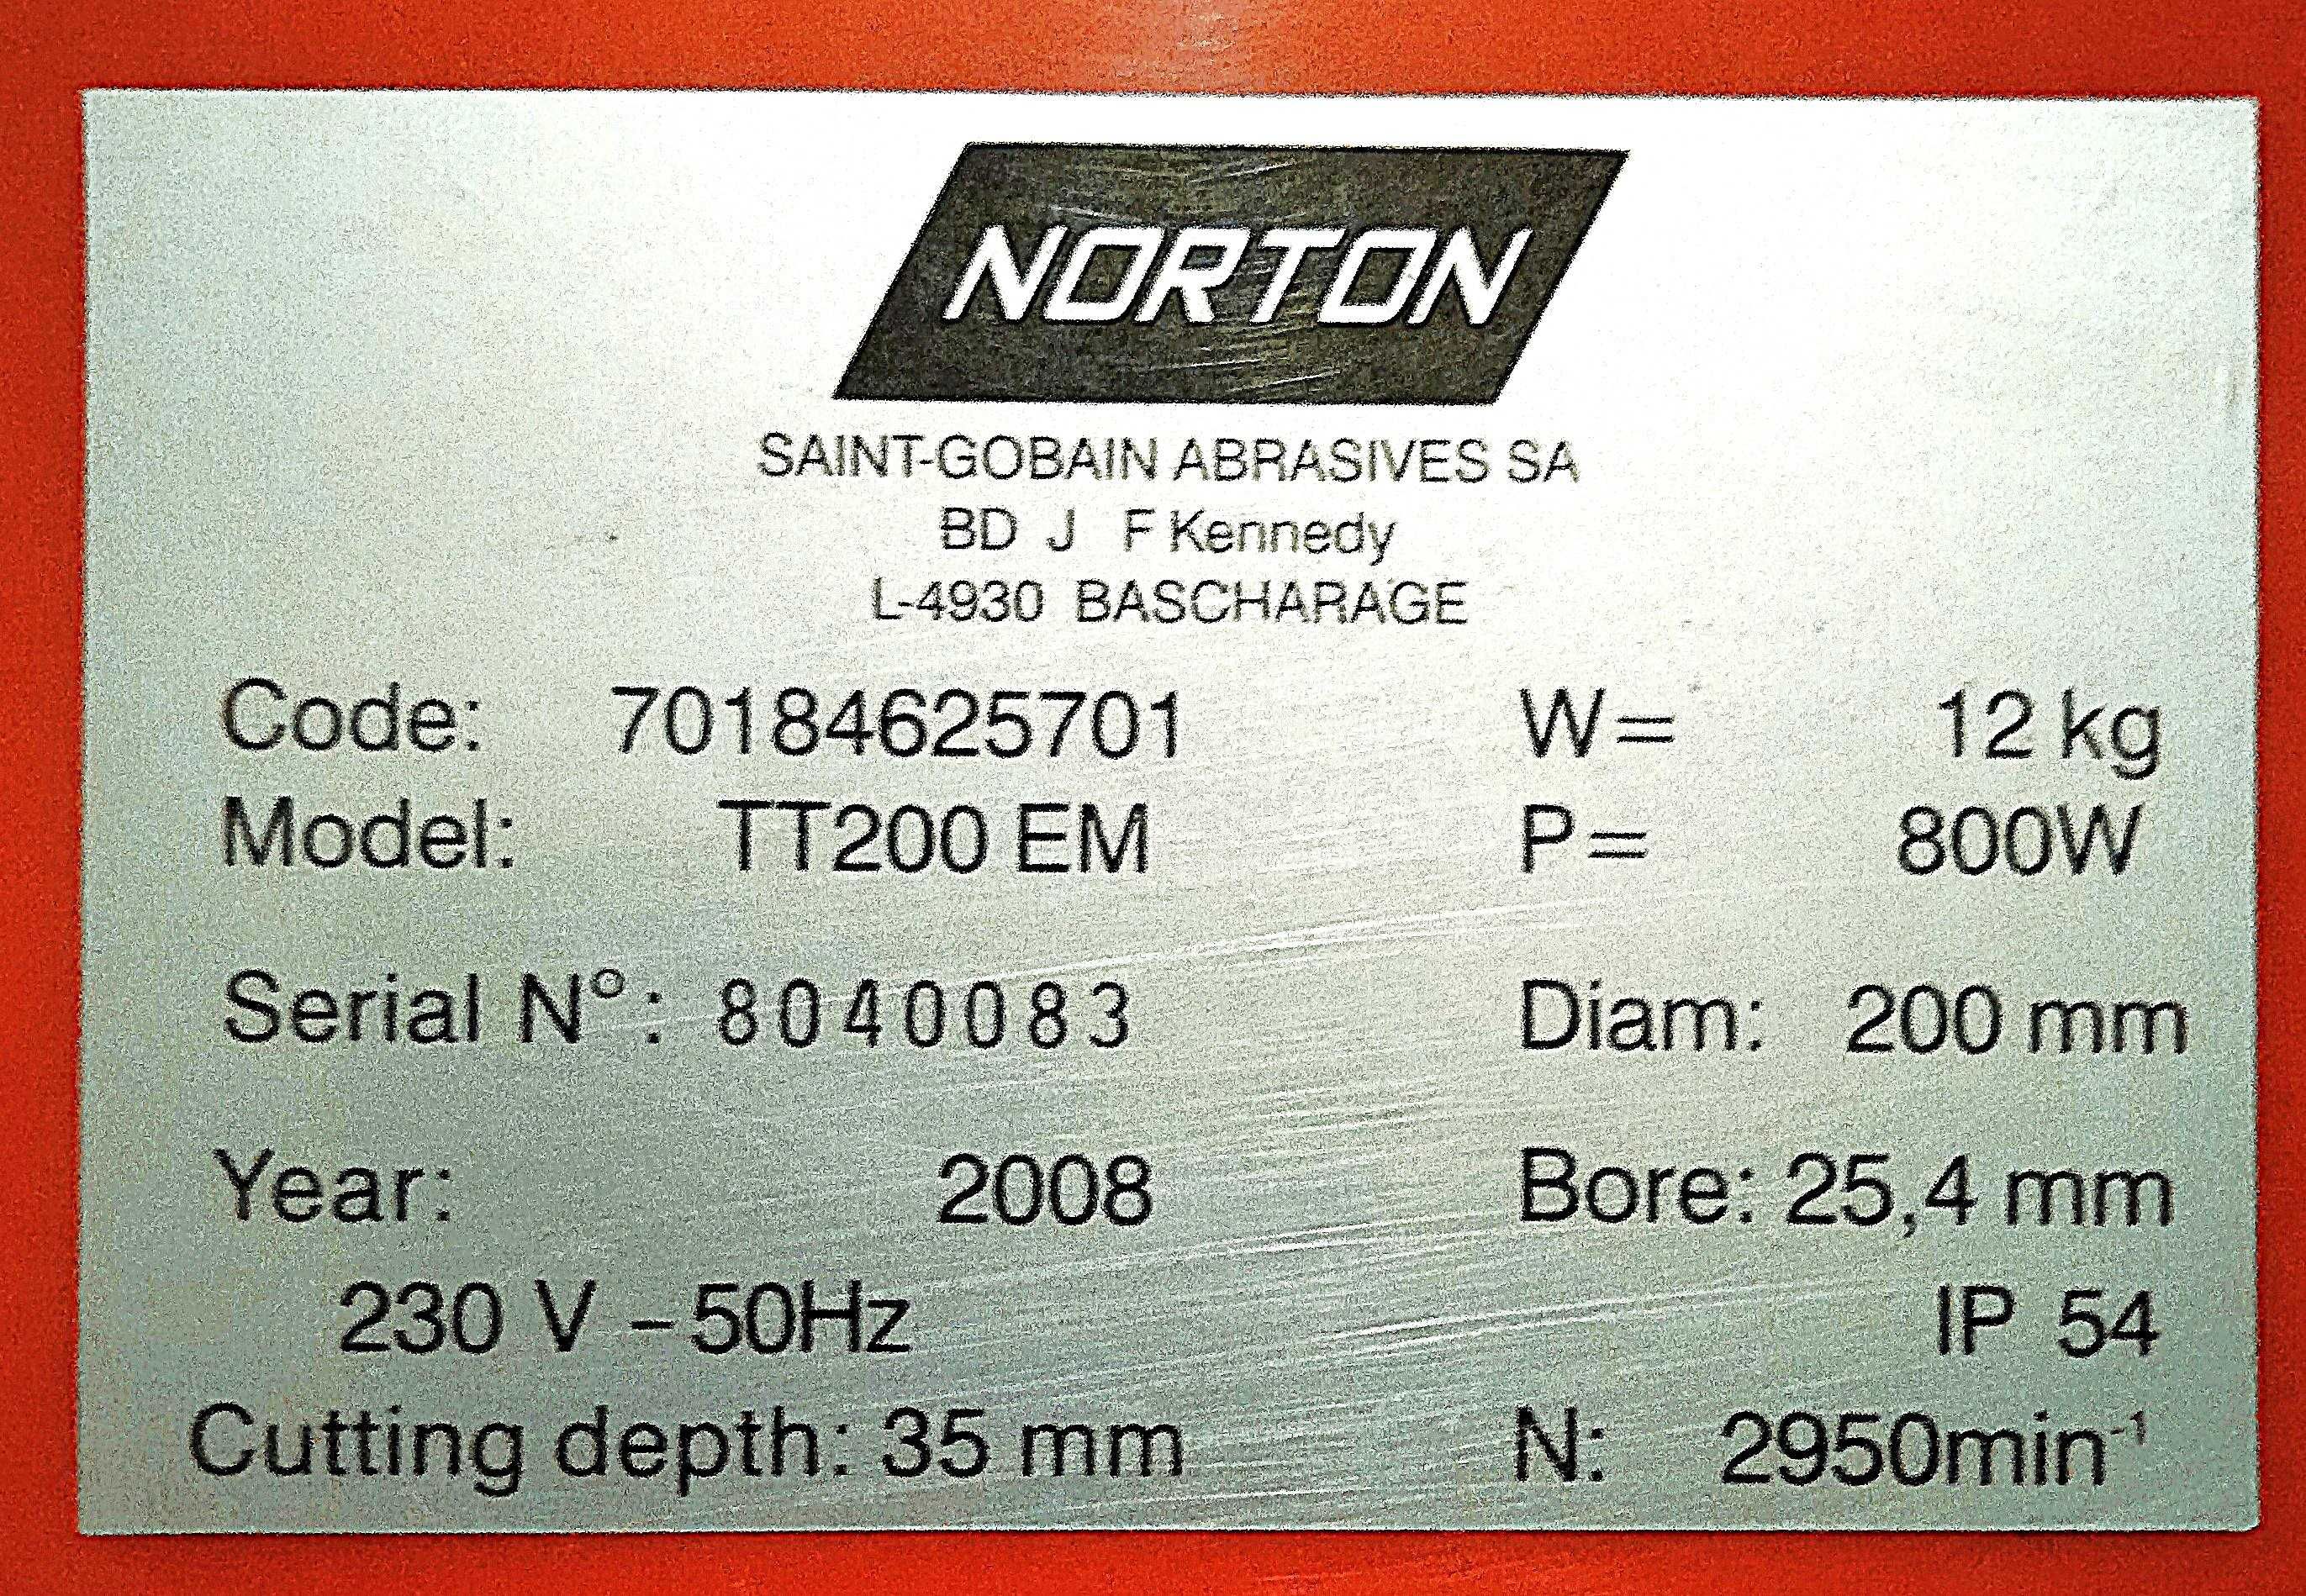 NORTON
SAINT-GOBAIN ABRASIVES SA
BD J F Kennedy
L-4930 BASCHARAGE
Code: 70184625701 W= 12 kg
Model: TT200 EM P= 800W
Serial N°: 8040083 Diam: 200 mm
Year: 2008 Bore: 25,4 mm
230 V – 50Hz IP 54
Cutting depth: 35 mm N: 2950min⁻¹